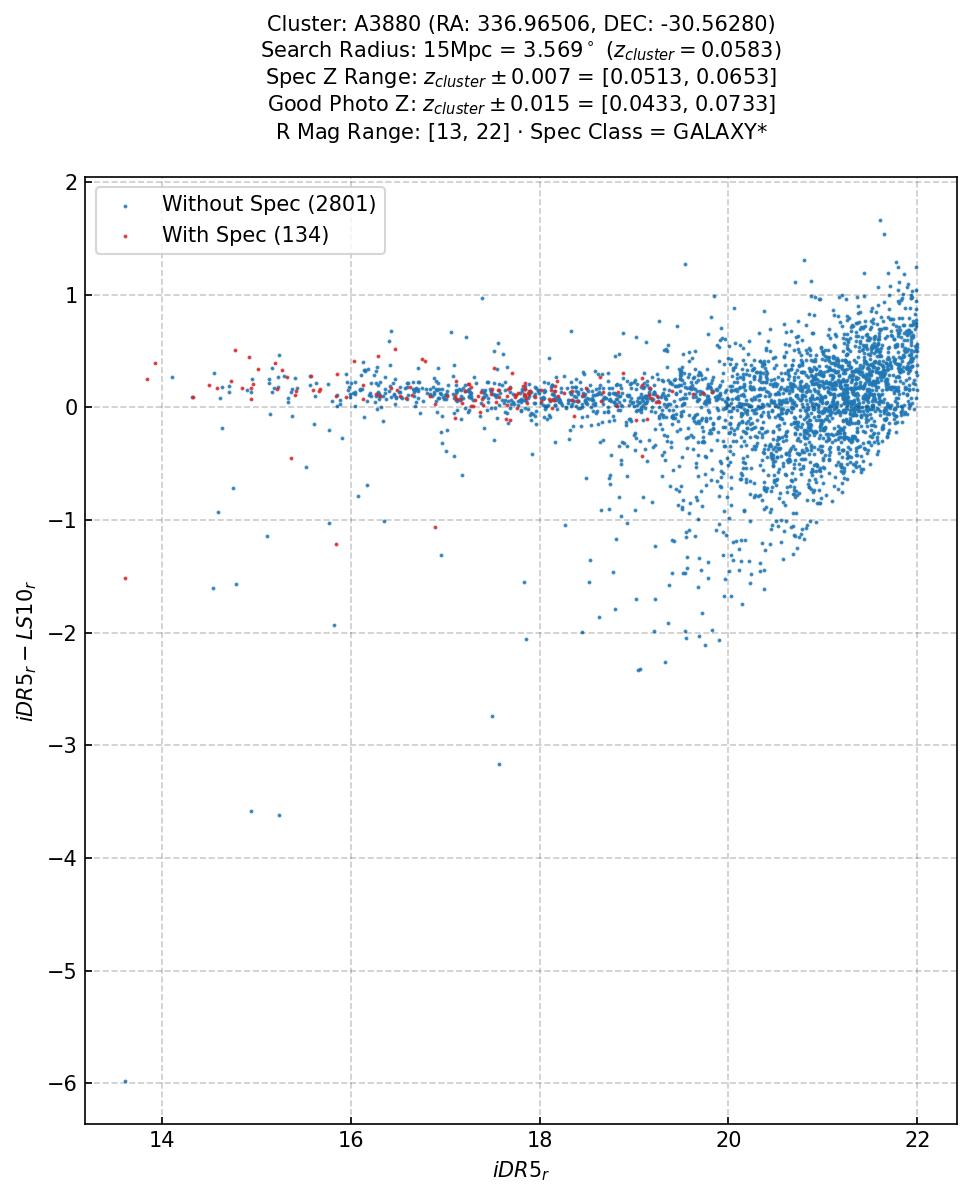 Cluster: A3880 (RA: 336.96506, DEC: -30.56280)
Search Radius: 15Mpc = 3.569° (z_cluster = 0.0583)
Spec Z Range: z_cluster ± 0.007 = [0.0513, 0.0653]
Good Photo Z: z_cluster ± 0.015 = [0.0433, 0.0733]
R Mag Range: [13, 22] · Spec Class = GALAXY*
Without Spec (2801)
With Spec (134)
2
1
0
−1
−2
−3
−4
−5
−6
iDR5_r − LS10_r
14 16 18 20 22
iDR5_r